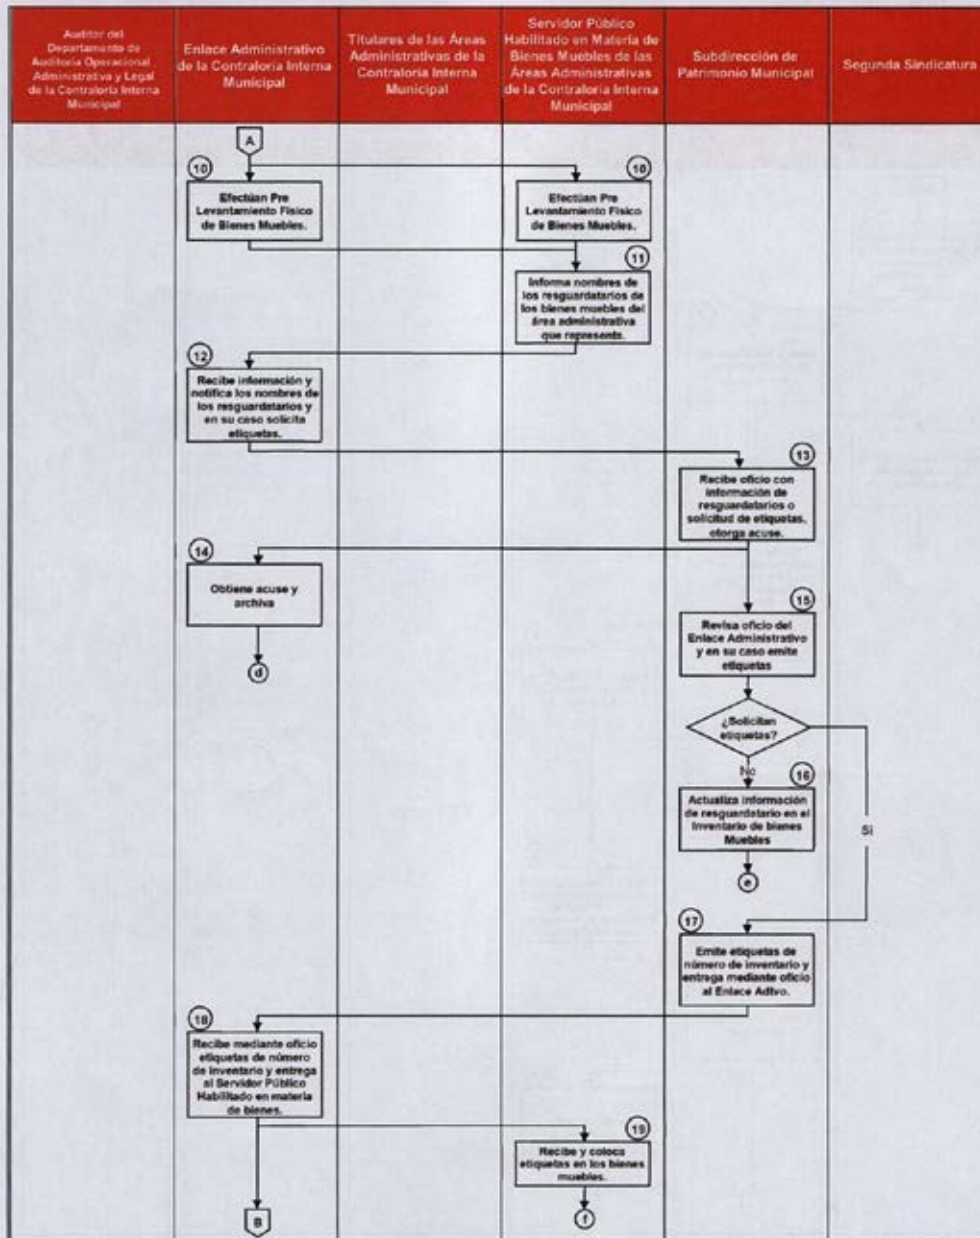 Auditor del
Departamento de
Auditoría Operacional
Administrativa y Legal
de la Contraloría Interna
Municipal
Enlace Administrativo
de la Contraloría Interna
Municipal
Titulares de las Áreas
Administrativas de la
Contraloría Interna
Municipal
Servidor Público
Habilitado en Materia de
Bienes Muebles de las
Áreas Administrativas
de la Contraloría Interna
Municipal
Subdirección de
Patrimonio Municipal
Segunda Sindicatura
A
10
Efectúan Pre
Levantamiento Físico
de Bienes Muebles.
10
Efectúan Pre
Levantamiento Físico
de Bienes Muebles.
11
Informa nombres de
los resguardatarios de
los bienes muebles del
área administrativa
que representa.
12
Recibe información y
notifica los nombres de
los resguardatarios y
en su caso solicita
etiquetas.
13
Recibe oficio con
información de
resguardatarios o
solicitud de etiquetas,
otorga acuse.
14
Obtiene acuse y
archiva
d
15
Revisa oficio del
Enlace Administrativo
y en su caso emite
etiquetas
¿Solicitan
etiquetas?
No
16
Actualiza información
de resguardatario en el
Inventario de bienes
Muebles
Si
e
17
Emite etiquetas de
número de inventario y
entrega mediante oficio
al Enlace Adtvo.
18
Recibe mediante oficio
etiquetas de número
de inventario y entrega
al Servidor Público
Habilitado en materia
de bienes.
19
Recibe y coloca
etiquetas en los bienes
muebles.
B
f